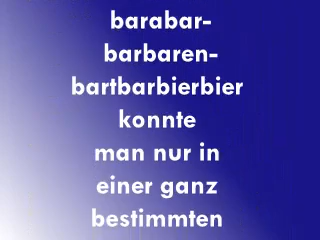 barabar-
barbaren-
bartbarbierbier
konnte
man nur in
einer ganz
bestimmten